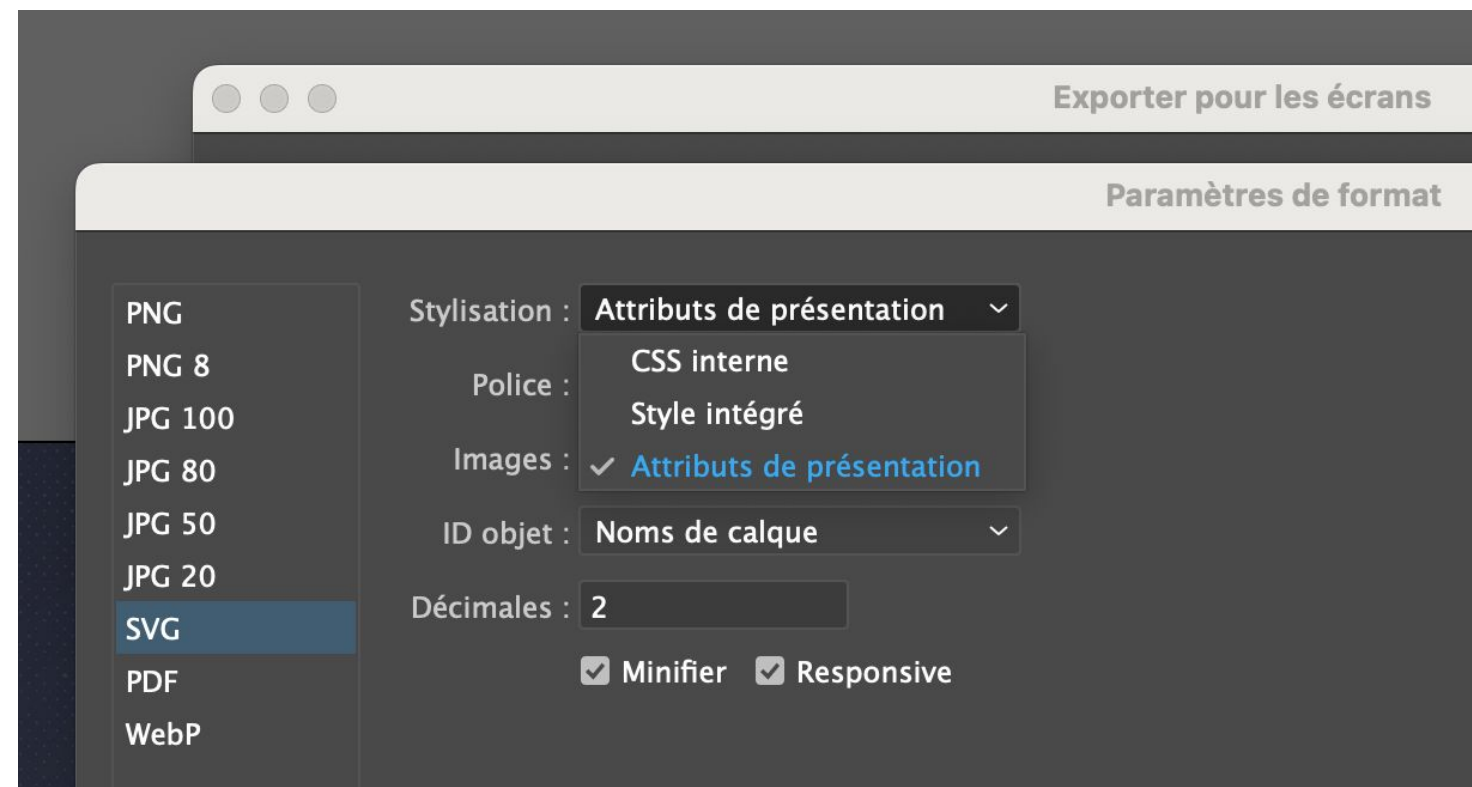 Exporter pour les écrans
Paramètres de format
PNG
PNG 8
JPG 100
JPG 80
JPG 50
JPG 20
SVG
PDF
WebP
Stylisation : Attributs de présentation
CSS interne
Style intégré
Attributs de présentation
Police :
Images :
ID objet : Noms de calque
Décimales : 2
Minifier Responsive